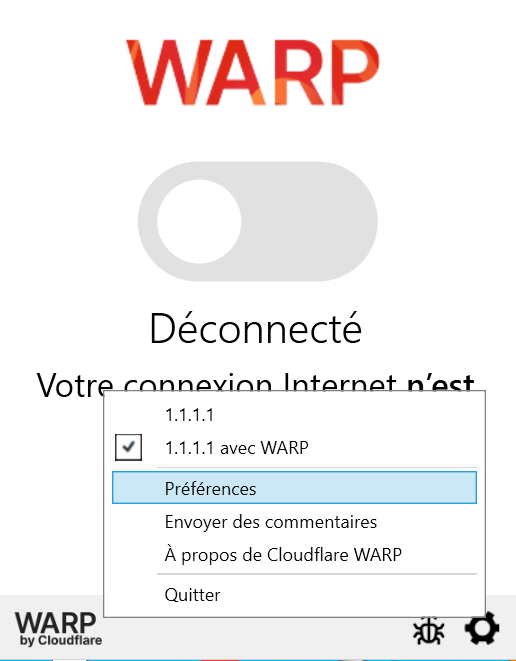 WARP
Déconnecté
Votre connexion Internet n'est
1.1.1.1
1.1.1.1 avec WARP
Préférences
Envoyer des commentaires
À propos de Cloudflare WARP
Quitter
WARP
by Cloudflare